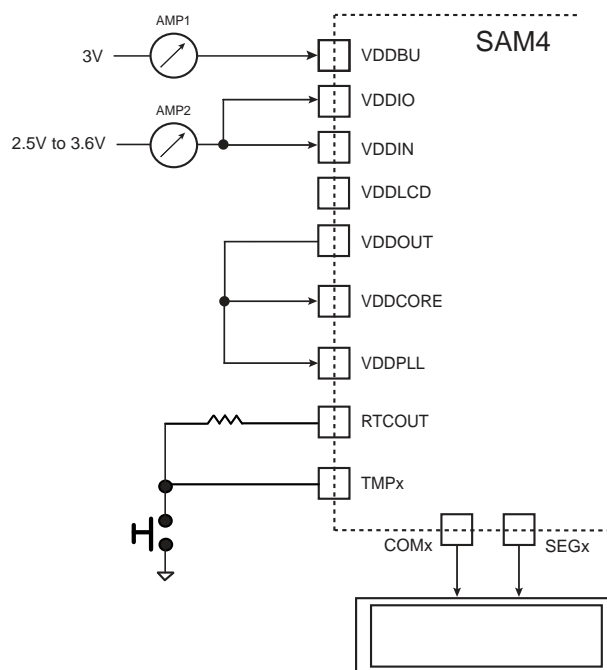 AMP1
SAM4
3V
VDDBU
VDDIO
AMP2
2.5V to 3.6V
VDDIN
VDDLCD
VDDOUT
VDDCORE
VDDPLL
RTCOUT
TMPx
COMx
SEGx